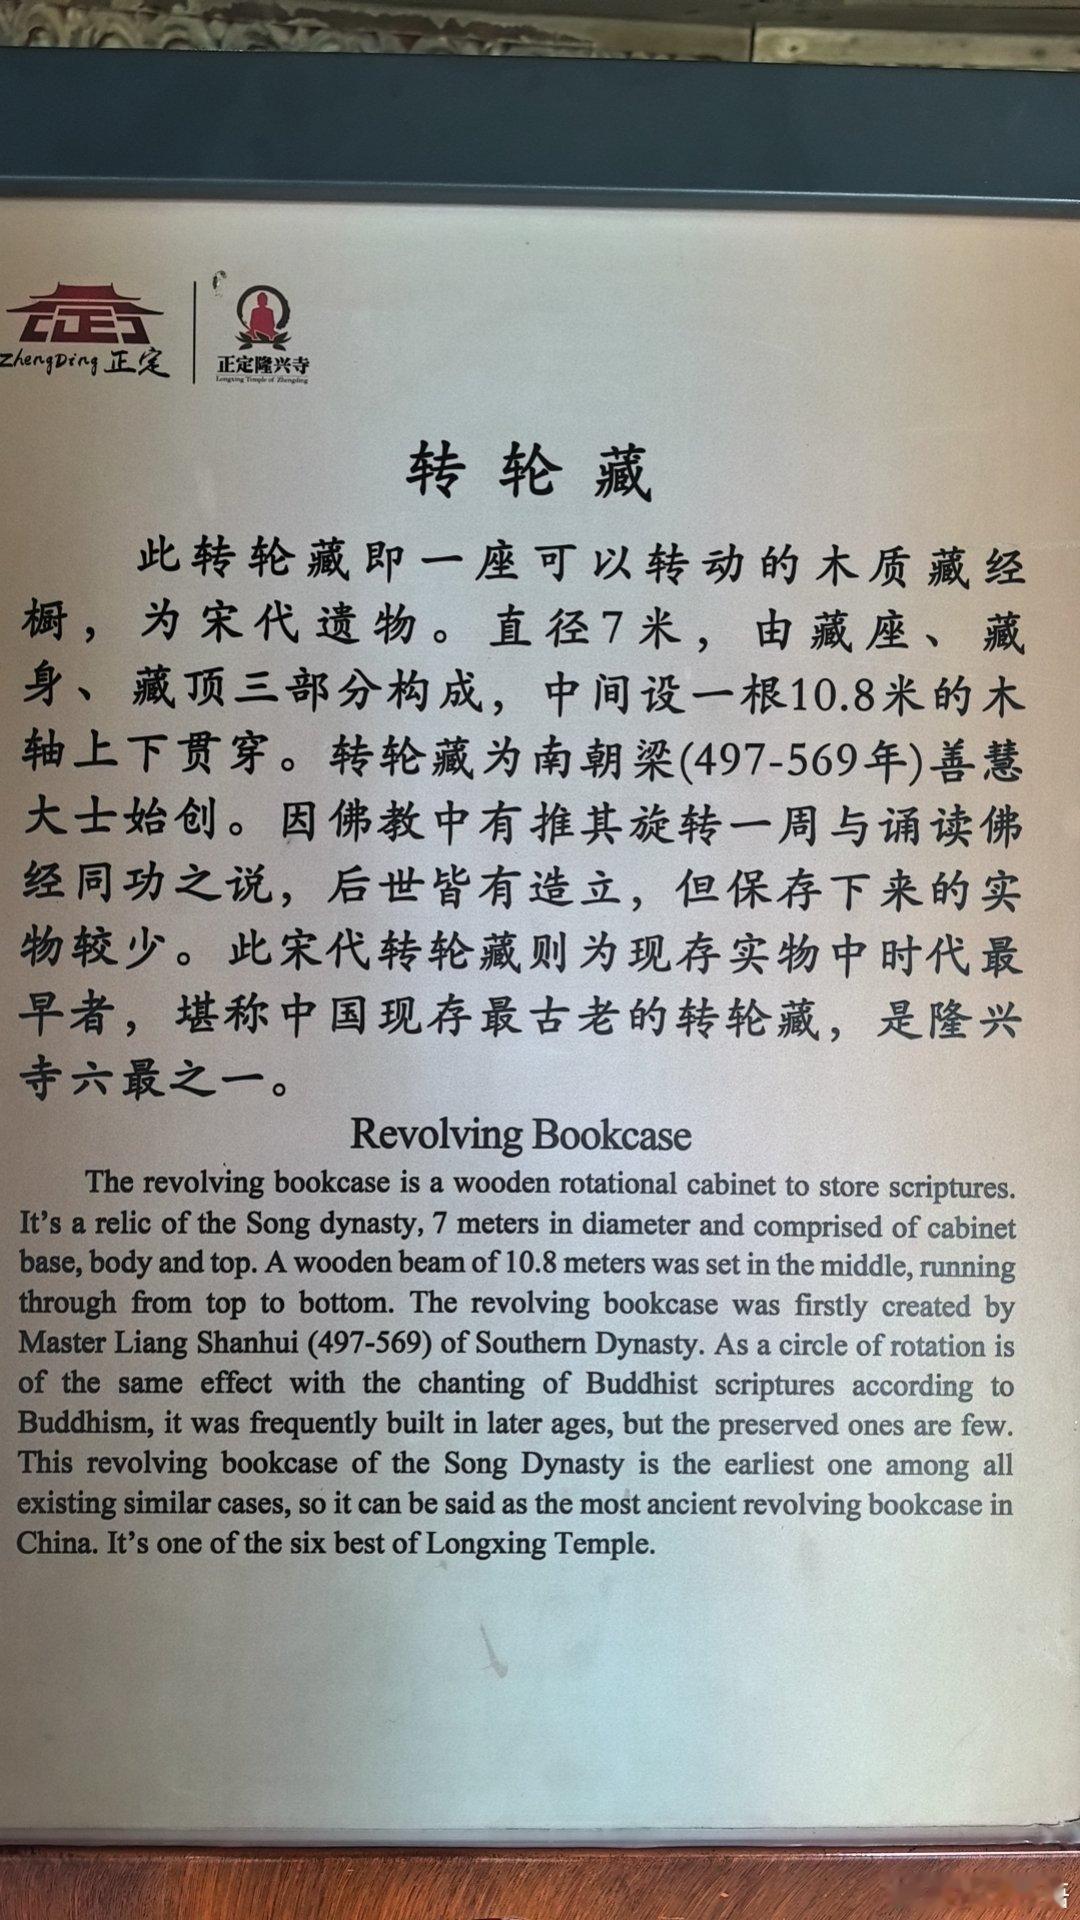 ZhengDing 正定
正定隆兴寺
Longxing Temple of Zhengding
转轮藏
此转轮藏即一座可以转动的木质藏经
橱，为宋代遗物。直径7米，由藏座、藏
身、藏顶三部分构成，中间设一根10.8米的木
轴上下贯穿。转轮藏为南朝梁(497-569年)善慧
大士始创。因佛教中有推其旋转一周与诵读佛
经同功之说，后世皆有造立，但保存下来的实
物较少。此宋代转轮藏则为现存实物中时代最
早者，堪称中国现存最古老的转轮藏，是隆兴
寺六最之一。
Revolving Bookcase
The revolving bookcase is a wooden rotational cabinet to store scriptures.
It's a relic of the Song dynasty, 7 meters in diameter and comprised of cabinet
base, body and top. A wooden beam of 10.8 meters was set in the middle, running
through from top to bottom. The revolving bookcase was firstly created by
Master Liang Shanhui (497-569) of Southern Dynasty. As a circle of rotation is
of the same effect with the chanting of Buddhist scriptures according to
Buddhism, it was frequently built in later ages, but the preserved ones are few.
This revolving bookcase of the Song Dynasty is the earliest one among all
existing similar cases, so it can be said as the most ancient revolving bookcase in
China. It's one of the six best of Longxing Temple.